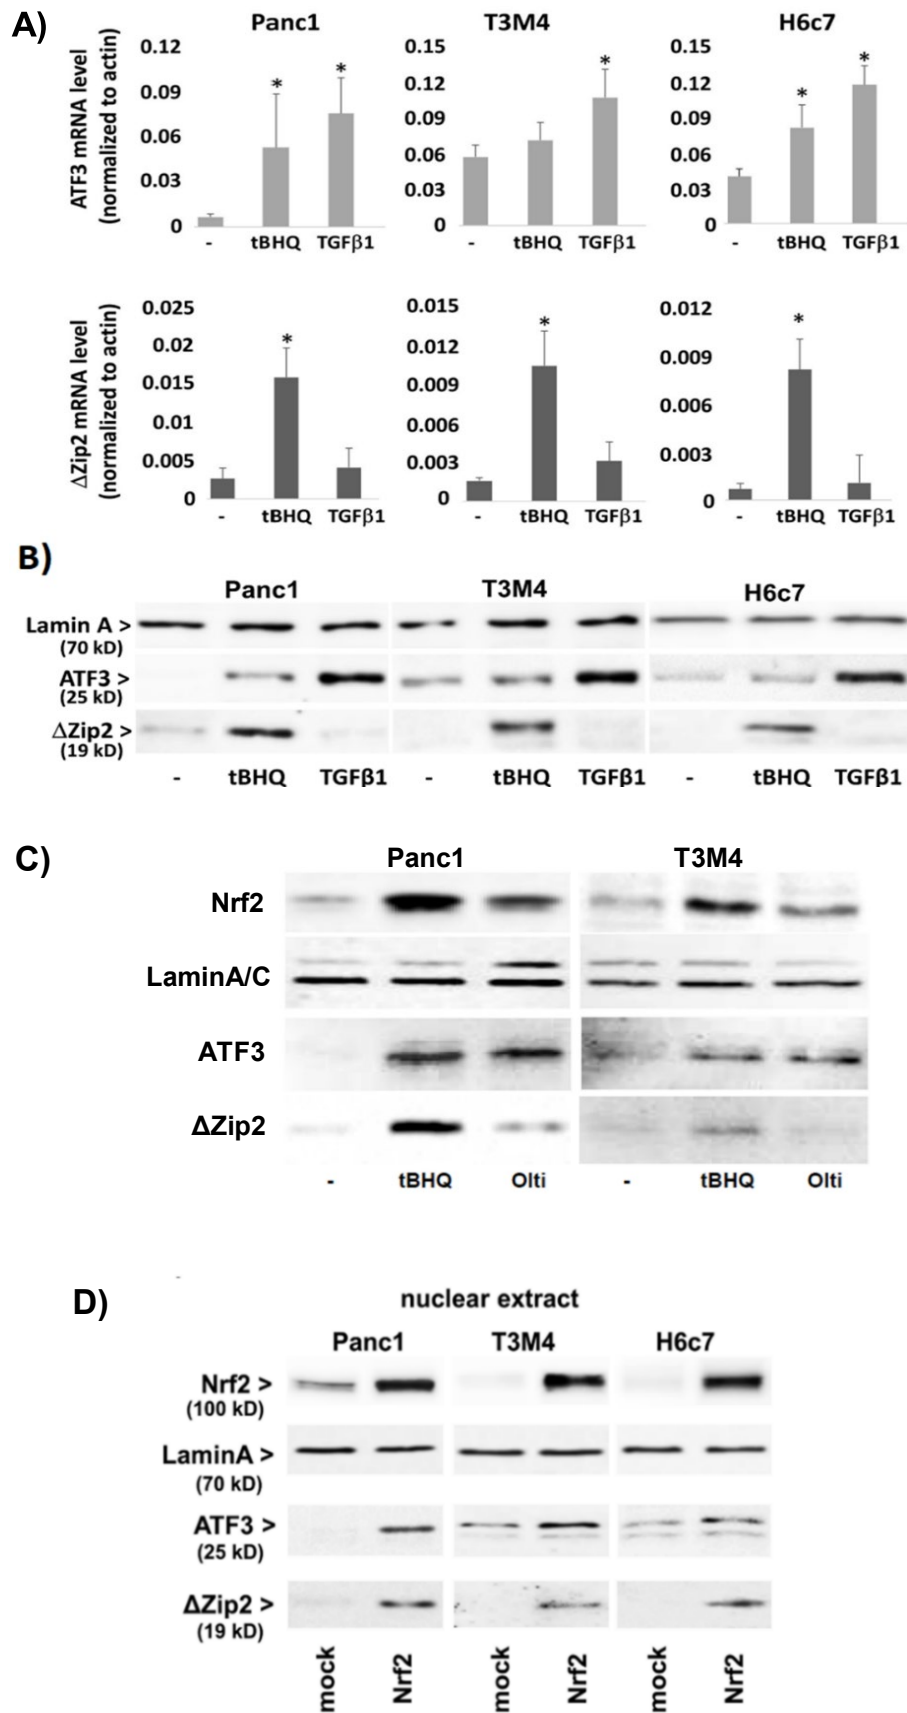 A)
Panc1 T3M4 H6c7
ATF3 mRNA level
(normalized to actin)
0.12
0.09
0.06
0.03
0
*
*
- tBHQ TGFβ1
0.15
0.12
0.09
0.06
0.03
0
*
- tBHQ TGFβ1
0.15
0.12
0.09
0.06
0.03
0
*
*
- tBHQ TGFβ1
ΔZip2 mRNA level
(normalized to actin)
0.025
0.02
0.015
0.01
0.005
0
*
- tBHQ TGFβ1
0.015
0.012
0.009
0.006
0.003
0
*
- tBHQ TGFβ1
0.012
0.009
0.006
0.003
0
*
- tBHQ TGFβ1
B)
Panc1 T3M4 H6c7
Lamin A >
(70 kD)
ATF3 >
(25 kD)
ΔZip2 >
(19 kD)
- tBHQ TGFβ1 - tBHQ TGFβ1 - tBHQ TGFβ1
C)
Panc1 T3M4
Nrf2
LaminA/C
ATF3
ΔZip2
- tBHQ Olti - tBHQ Olti
D)
nuclear extract
Panc1 T3M4 H6c7
Nrf2 >
(100 kD)
LaminA >
(70 kD)
ATF3 >
(25 kD)
ΔZip2 >
(19 kD)
mock Nrf2 mock Nrf2 mock Nrf2